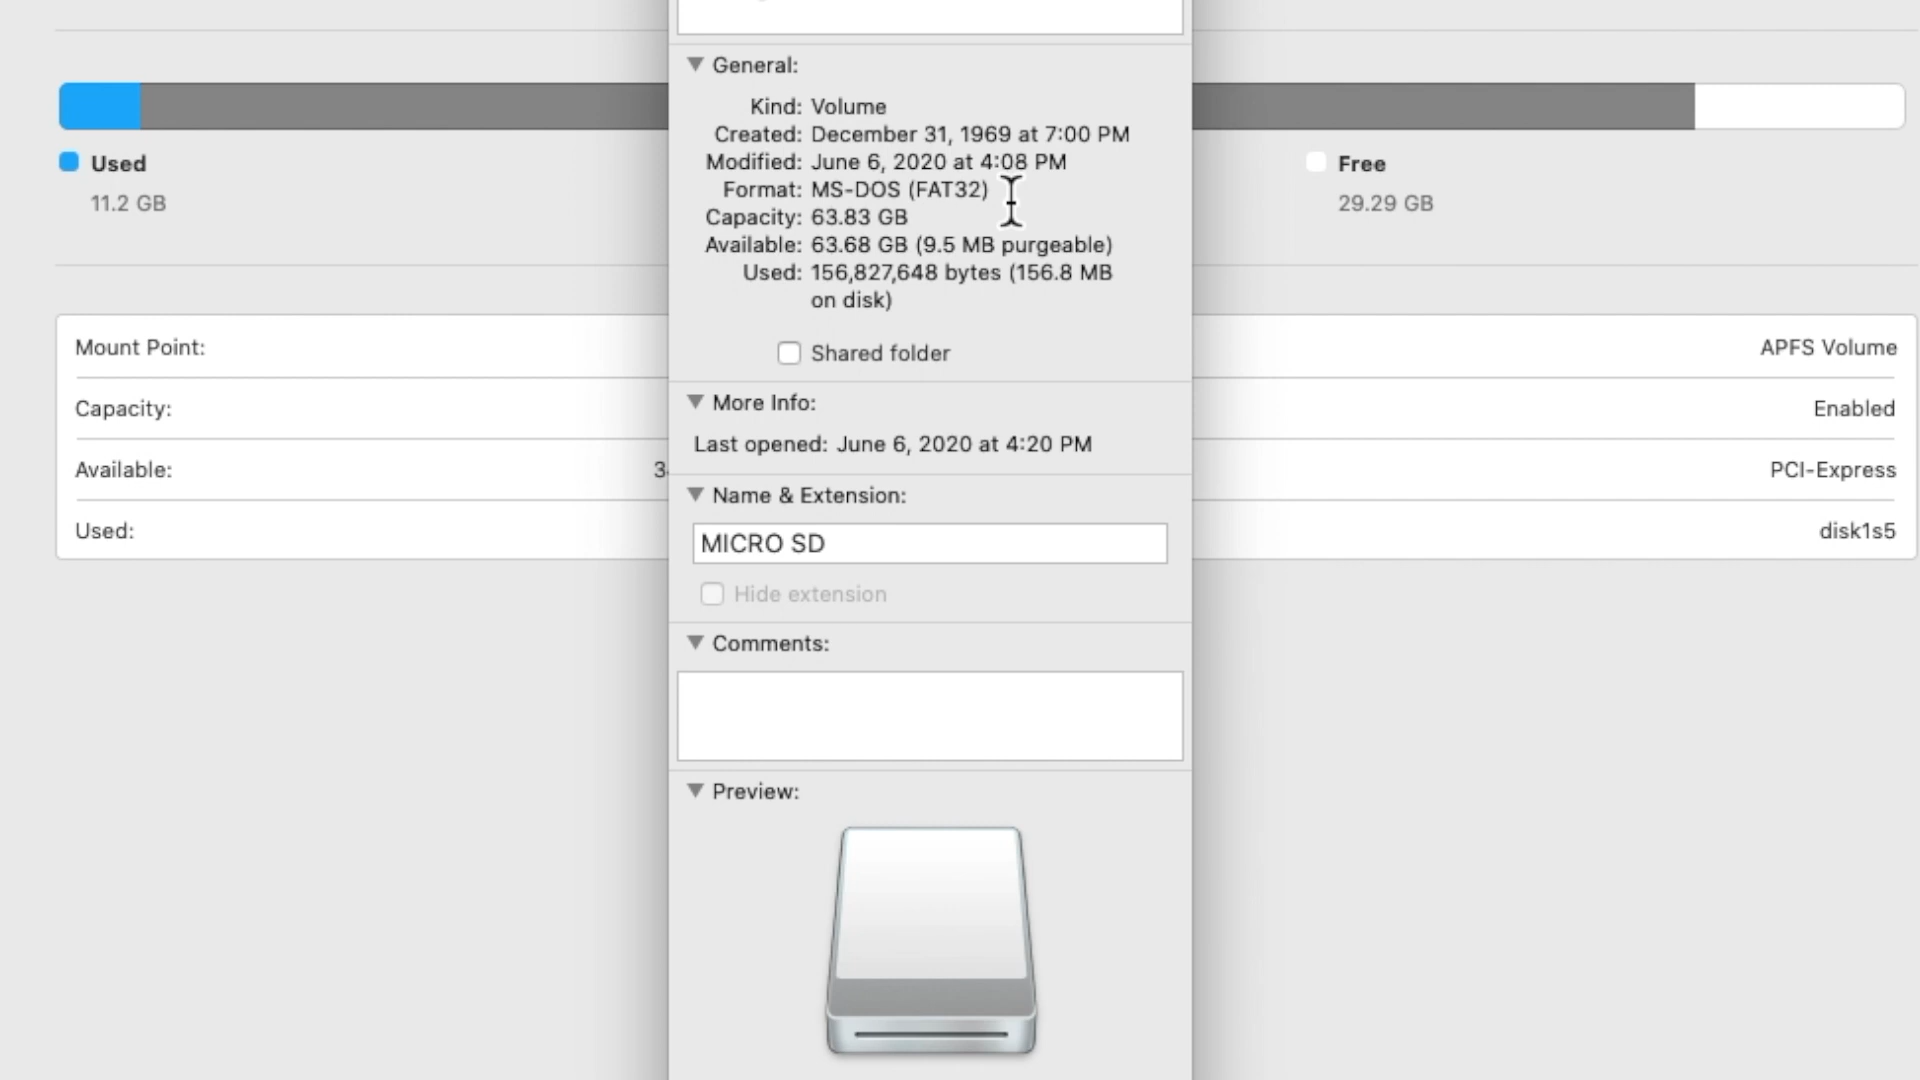 General:
Kind: Volume
Created: December 31, 1969 at 7:00 PM
Modified: June 6, 2020 at 4:08 PM
Format: MS-DOS (FAT32)
Capacity: 63.83 GB
Available: 63.68 GB (9.5 MB purgeable)
Used: 156,827,648 bytes (156.8 MB
on disk)
Shared folder
More Info:
Last opened: June 6, 2020 at 4:20 PM
Name & Extension:
MICRO SD
Hide extension
Comments:
Preview:
Used
11.2 GB
Free
29.29 GB
Mount Point:
APFS Volume
Capacity:
Enabled
Available:
PCI-Express
Used:
disk1s5